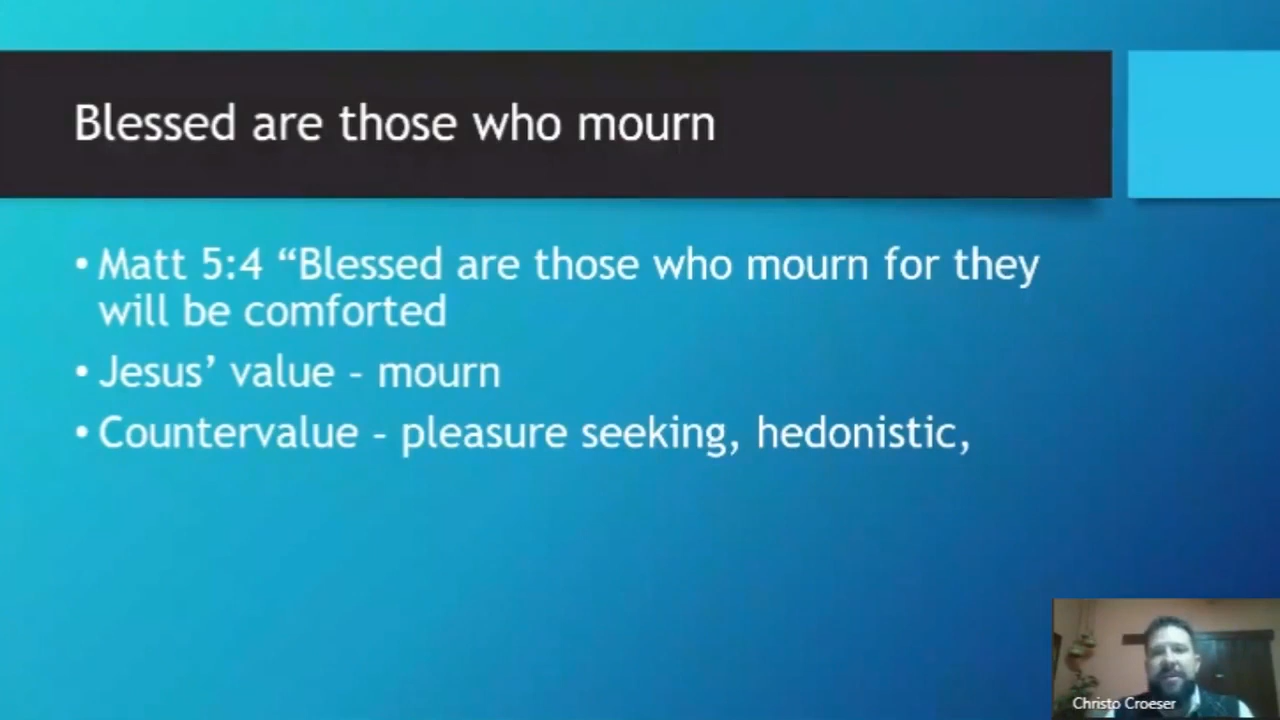 Blessed are those who mourn
• Matt 5:4 “Blessed are those who mourn for they
will be comforted
• Jesus’ value – mourn
• Countervalue – pleasure seeking, hedonistic,
Christo Croeser